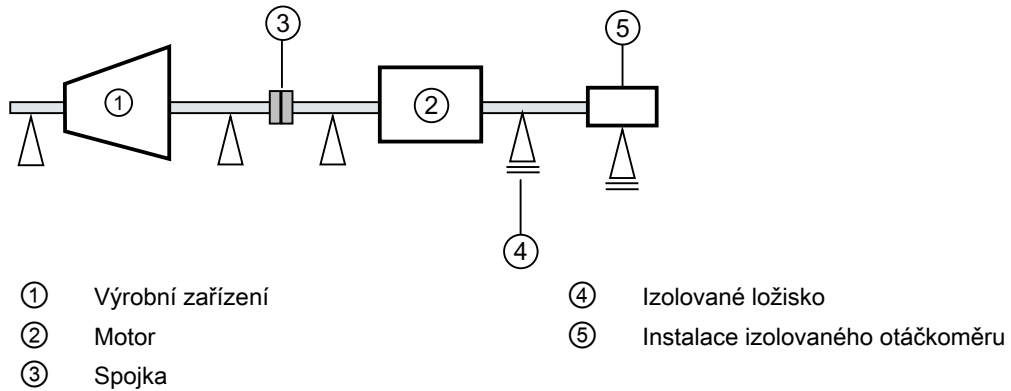 ③ ⑤
① ②
④
① Výrobní zařízení
② Motor
③ Spojka
④ Izolované ložisko
⑤ Instalace izolovaného otáčkoměru